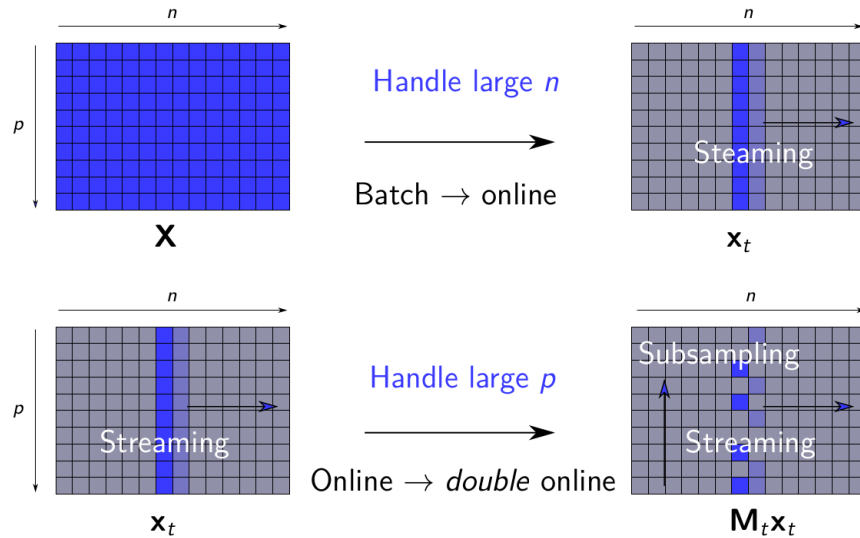 n
n
p
Handle large n
Steaming
Batch → online
X
x_t
n
n
p
Subsampling
Handle large p
Streaming
Streaming
Online → double online
x_t
M_t x_t